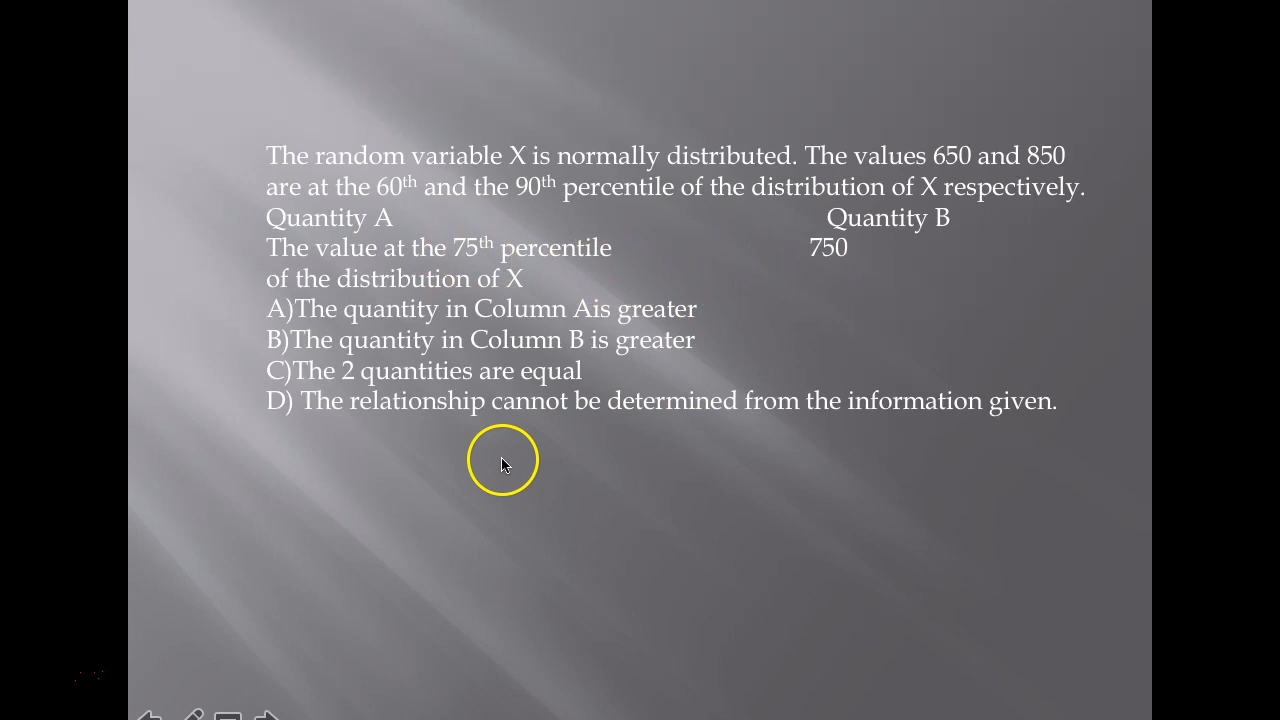 The random variable X is normally distributed. The values 650 and 850
are at the 60th and the 90th percentile of the distribution of X respectively.
Quantity A Quantity B
The value at the 75th percentile 750
of the distribution of X
A)The quantity in Column Ais greater
B)The quantity in Column B is greater
C)The 2 quantities are equal
D) The relationship cannot be determined from the information given.